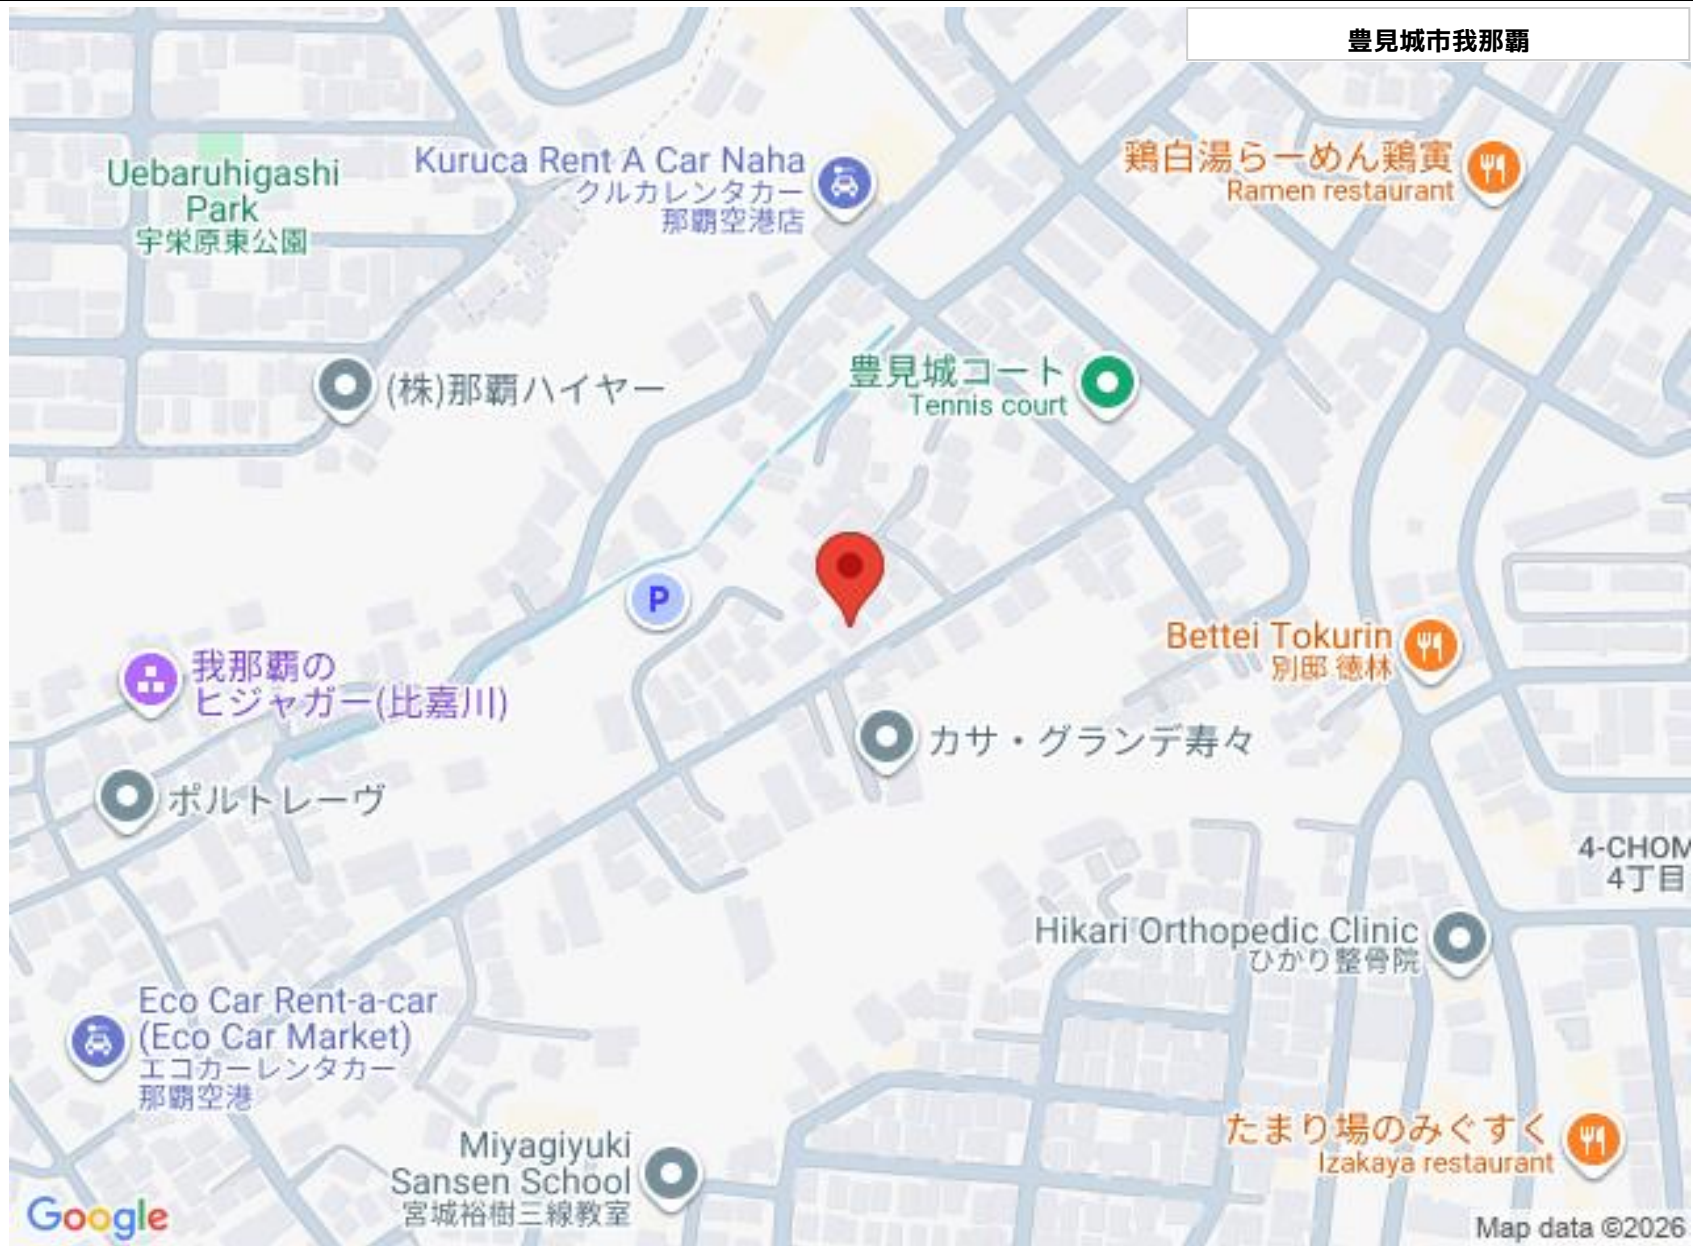 豊見城市我那覇
Kuruca Rent A Car Naha
クルカレンタカー
那覇空港店
鶏白湯らーめん鶏寅
Ramen restaurant
Uebaruhigashi
Park
宇栄原東公園
(株)那覇ハイヤー
豊見城コート
Tennis court
P
Bettei Tokurin
別邸 徳林
我那覇の
ヒジャガー(比嘉川)
カサ・グランデ寿々
ポルトレーヴ
4-CHOM
4丁目
Hikari Orthopedic Clinic
ひかり整骨院
Eco Car Rent-a-car
(Eco Car Market)
エコカーレンタカー
那覇空港
たまり場のみぐすく
Izakaya restaurant
Miyagiyuki
Sansen School
宮城裕樹三線教室
Google
Map data ©2026